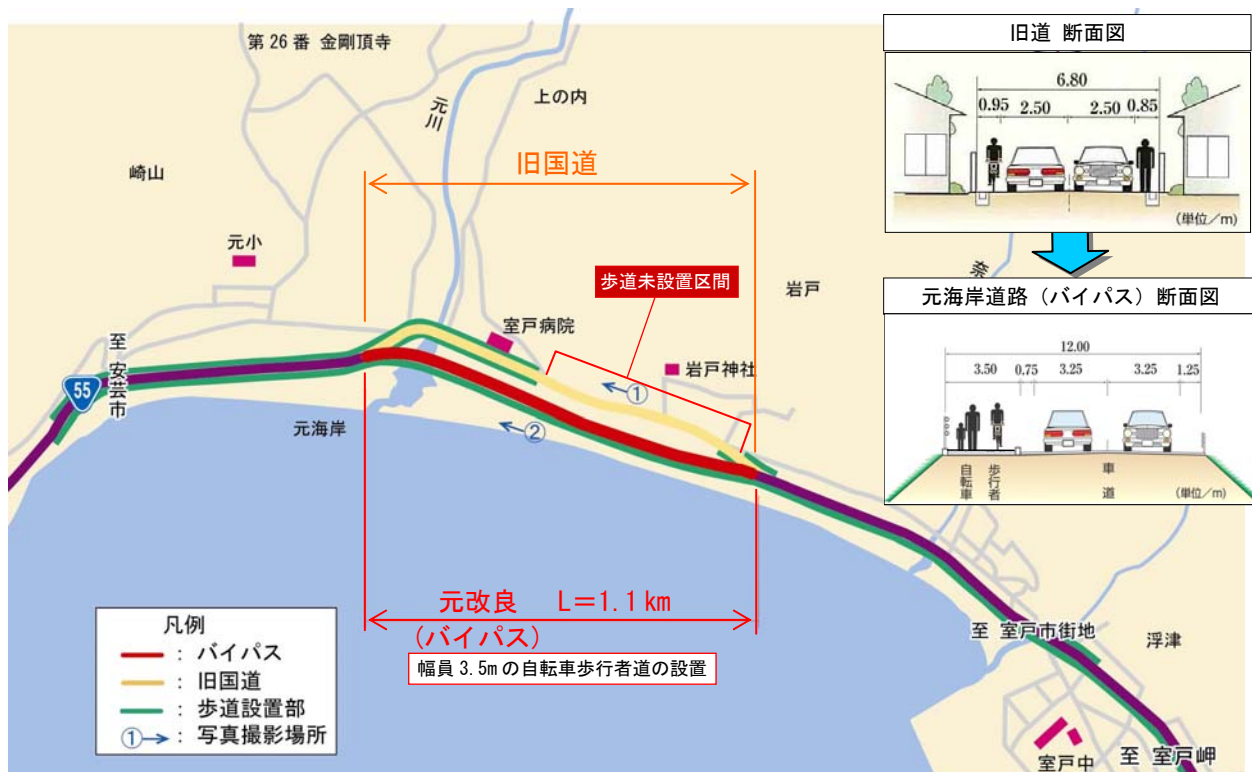 第26番 金剛頂寺
元川
上の内
崎山
旧国道
元小
歩道未設置区間
岩戸
奈
室戸病院
岩戸神社
至 安芸市
55
①
②
元海岸
元改良 L=1.1km
(バイパス)
幅員3.5mの自転車歩行者道の設置
至 室戸市街地
浮津
室戸中
至 室戸岬
凡例
: バイパス
: 旧国道
: 歩道設置部
①→ : 写真撮影場所
旧道 断面図
6.80
0.95 2.50 2.50 0.85
(単位/m)
元海岸道路(バイパス)断面図
12.00
3.50 0.75 3.25 3.25 1.25
自転車
歩行者
車道
(単位/m)